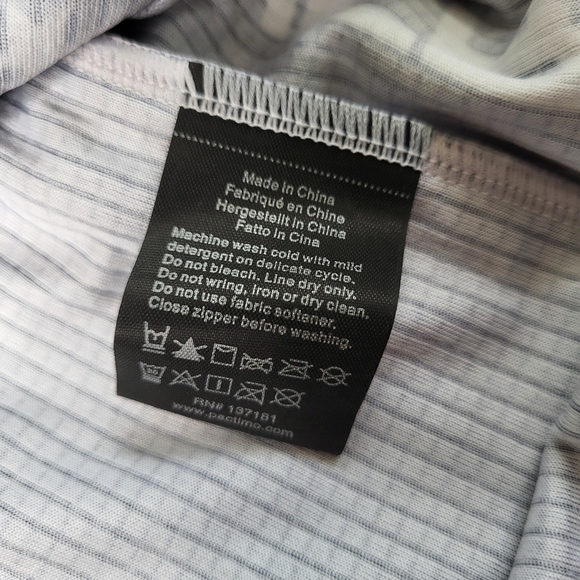 Made in China
Fabriqué en Chine
Hergestellt in China
Fatto in Cina
Machine wash cold with mild
detergent on delicate cycle.
Do not bleach. Line dry only.
Do not wring, iron or dry clean.
Do not use fabric softener.
Close zipper before washing.
30
RN# 137181
www.pactimo.com